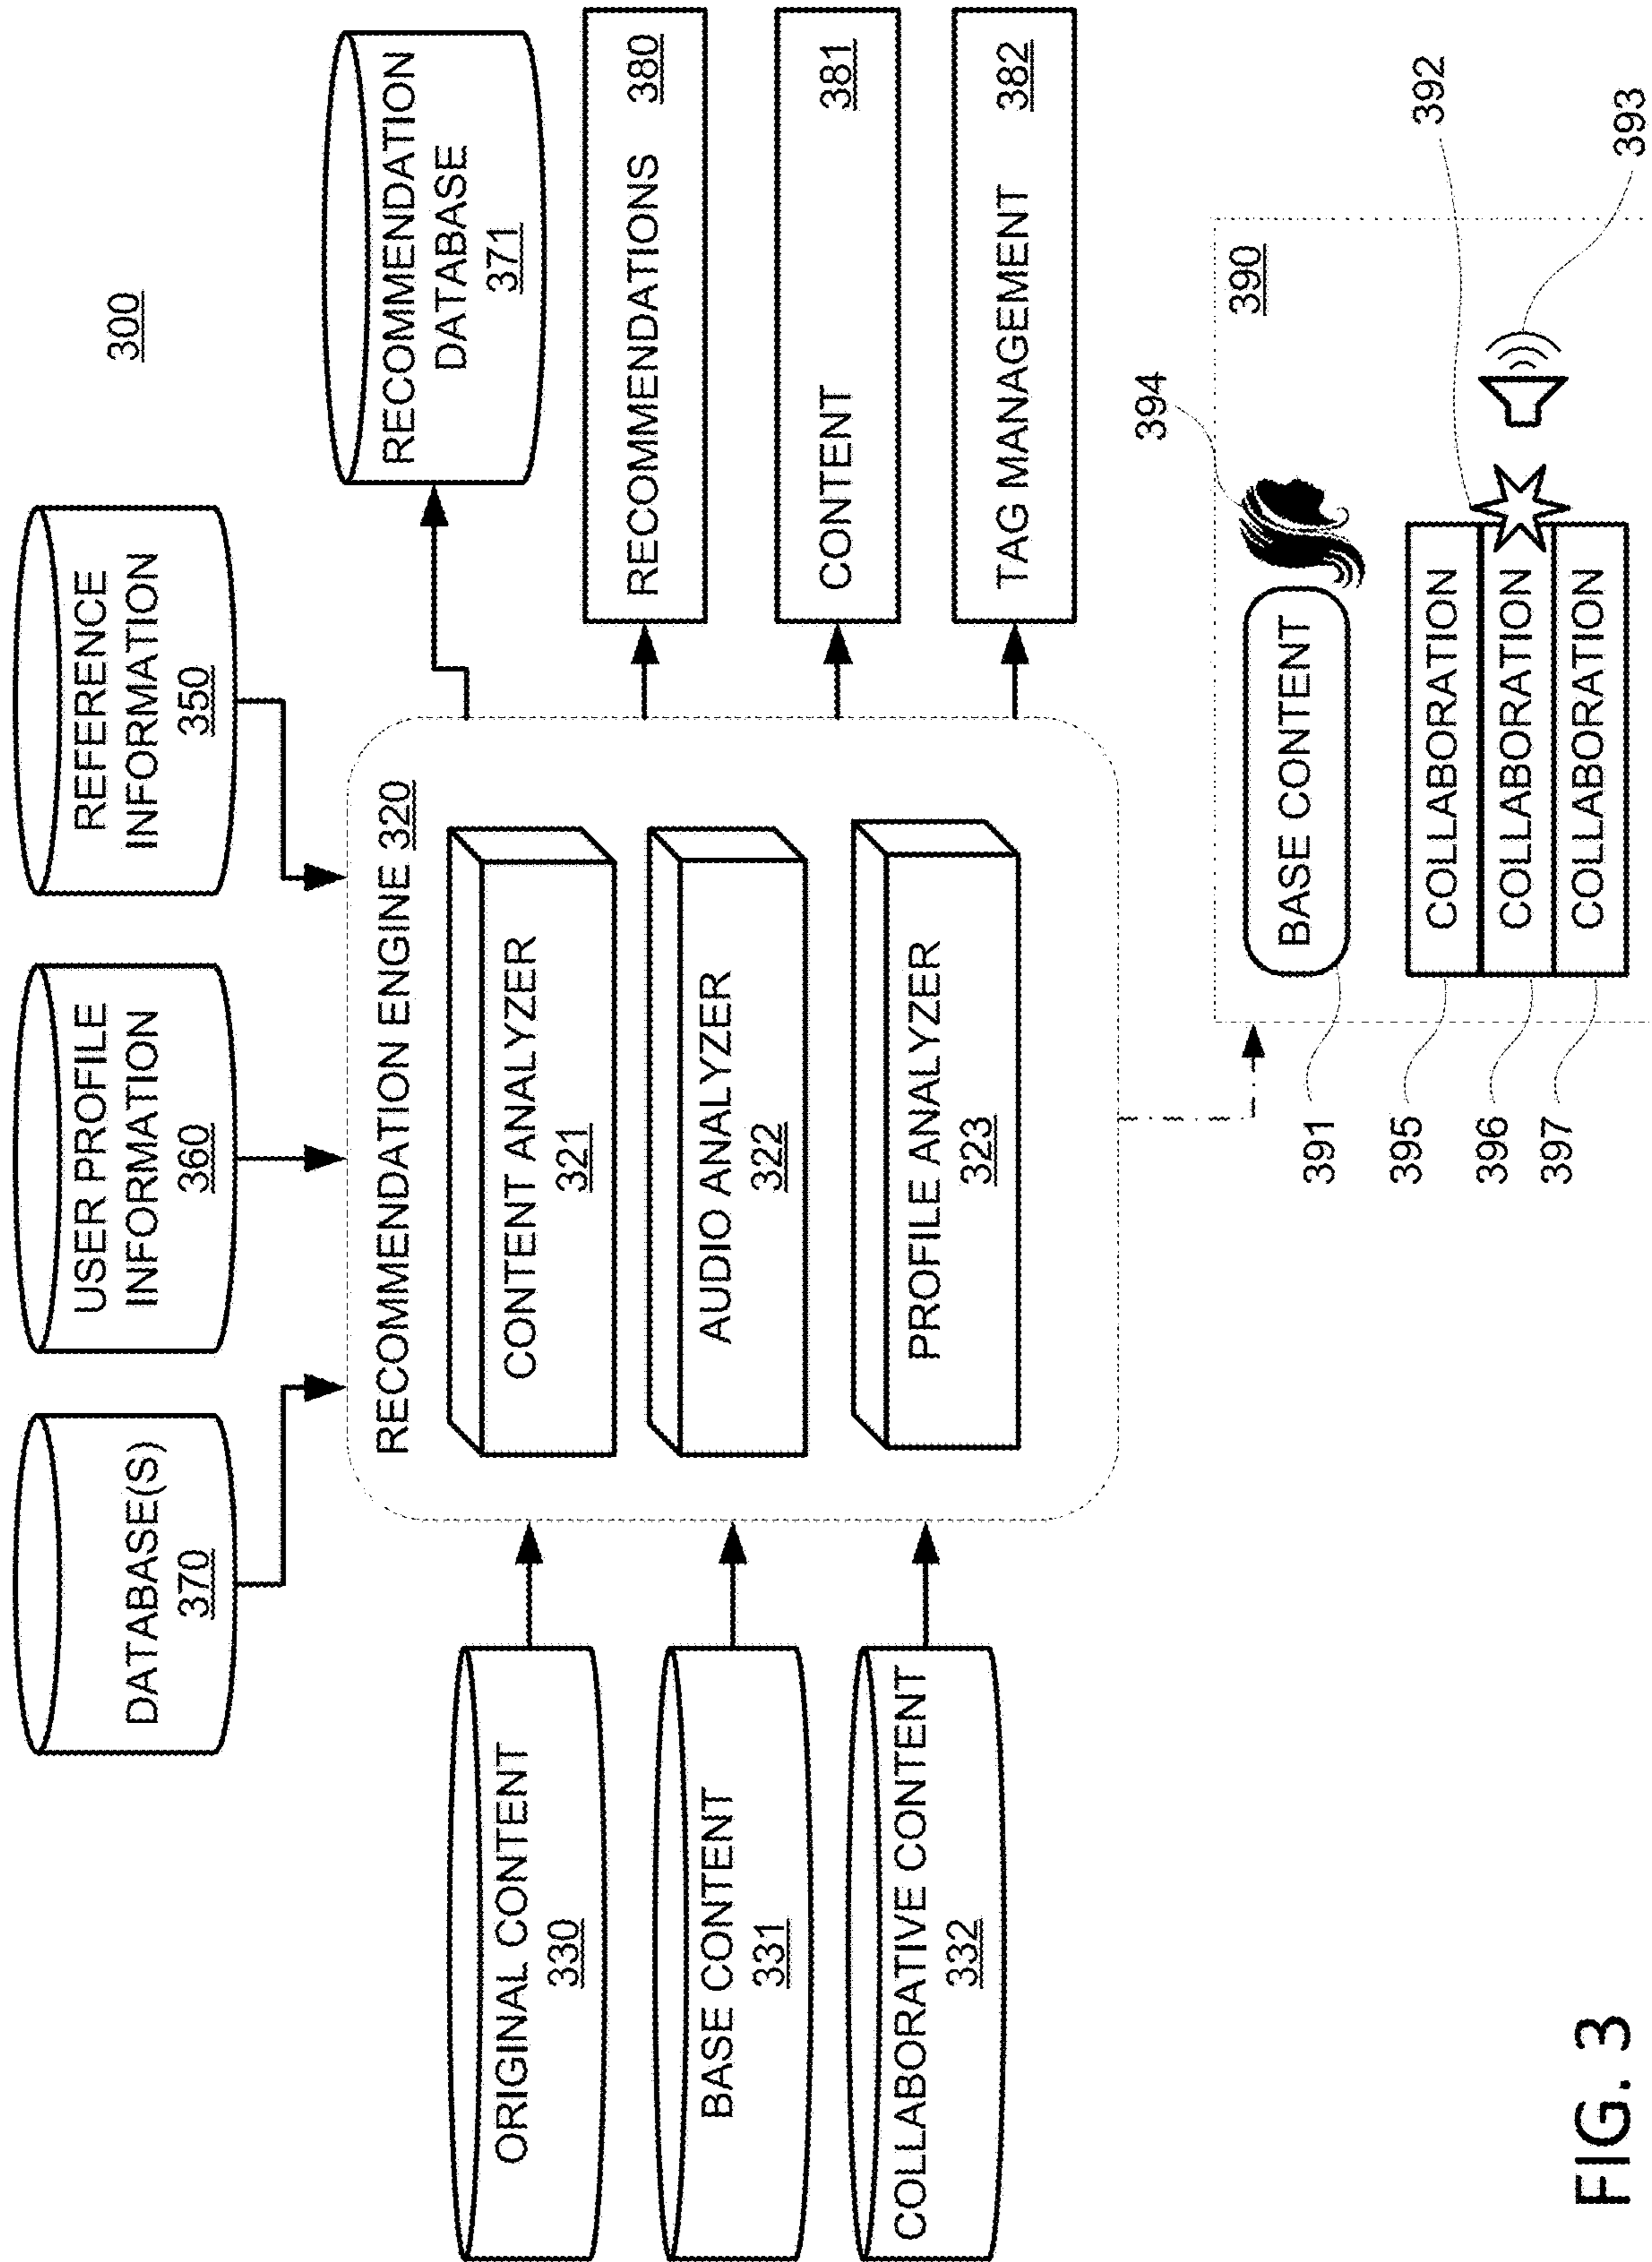 300
DATABASE(S)
370
USER PROFILE
INFORMATION
360
REFERENCE
INFORMATION
350
RECOMMENDATION
DATABASE
371
RECOMMENDATION ENGINE 320
ORIGINAL CONTENT
330
CONTENT ANALYZER
321
RECOMMENDATIONS 380
BASE CONTENT
331
AUDIO ANALYZER
322
CONTENT 381
COLLABORATIVE CONTENT
332
PROFILE ANALYZER
323
TAG MANAGEMENT 382
394
390
BASE CONTENT
391
392
395
COLLABORATION
396
COLLABORATION
397
COLLABORATION
393
FIG. 3